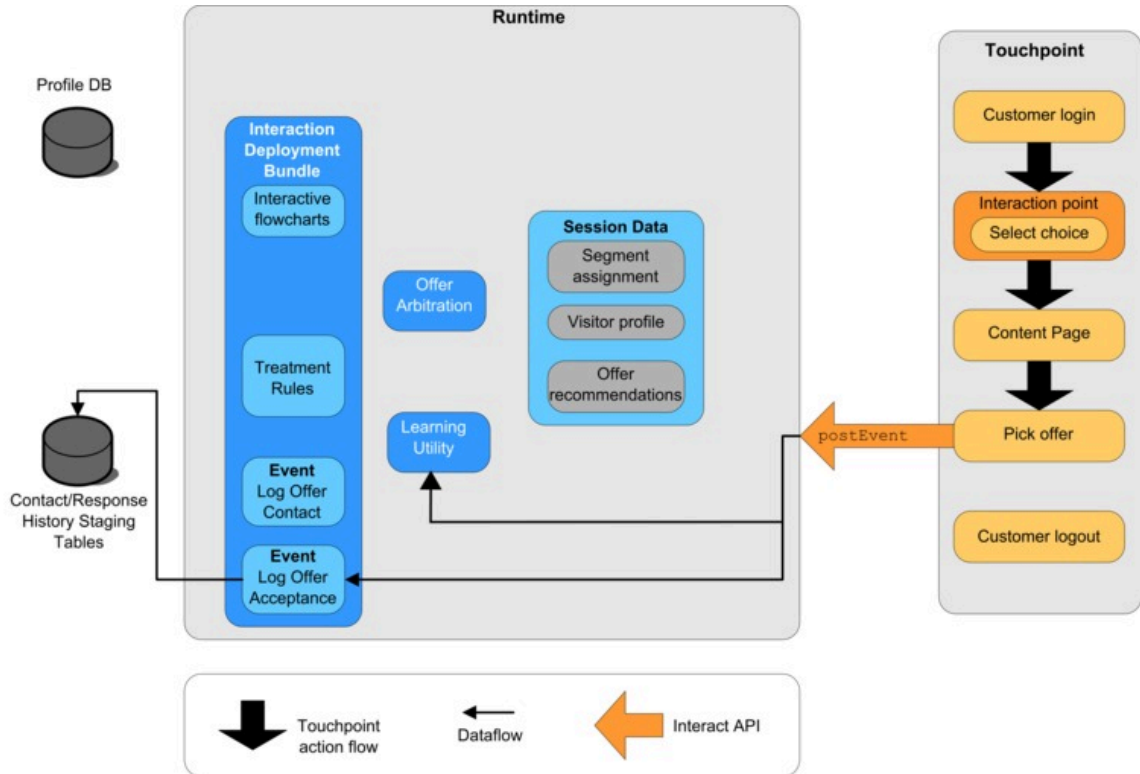 Runtime
Profile DB
Interaction
Deployment
Bundle
Interactive
flowcharts
Treatment
Rules
Event
Log Offer
Contact
Event
Log Offer
Acceptance
Contact/Response
History Staging
Tables
Offer
Arbitration
Learning
Utility
Session Data
Segment
assignment
Visitor profile
Offer
recommendations
postEvent
Touchpoint
Customer login
Interaction point
Select choice
Content Page
Pick offer
Customer logout
Touchpoint
action flow
Dataflow
Interact API